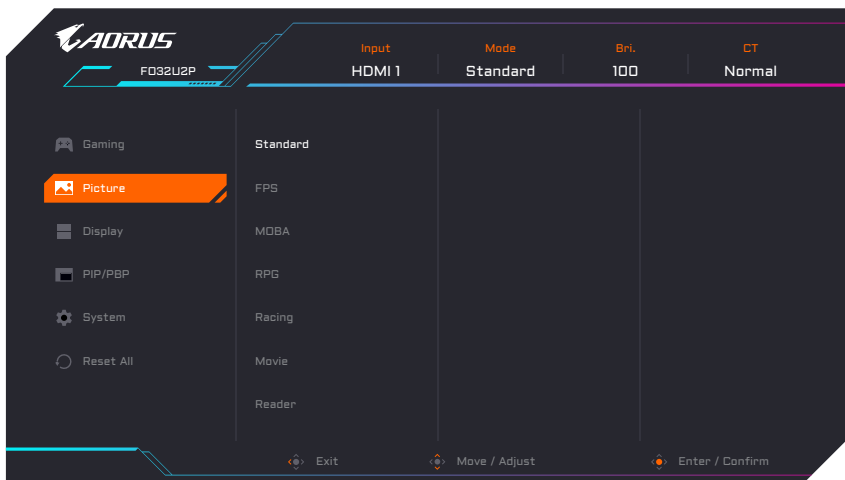 AORUS
FO32U2P
Input Mode Bri. CT
HDMI 1 Standard 100 Normal
Gaming Standard
Picture FPS
Display MOBA
PIP/PBP RPG
System Racing
Reset All Movie
Reader
Exit Move / Adjust Enter / Confirm